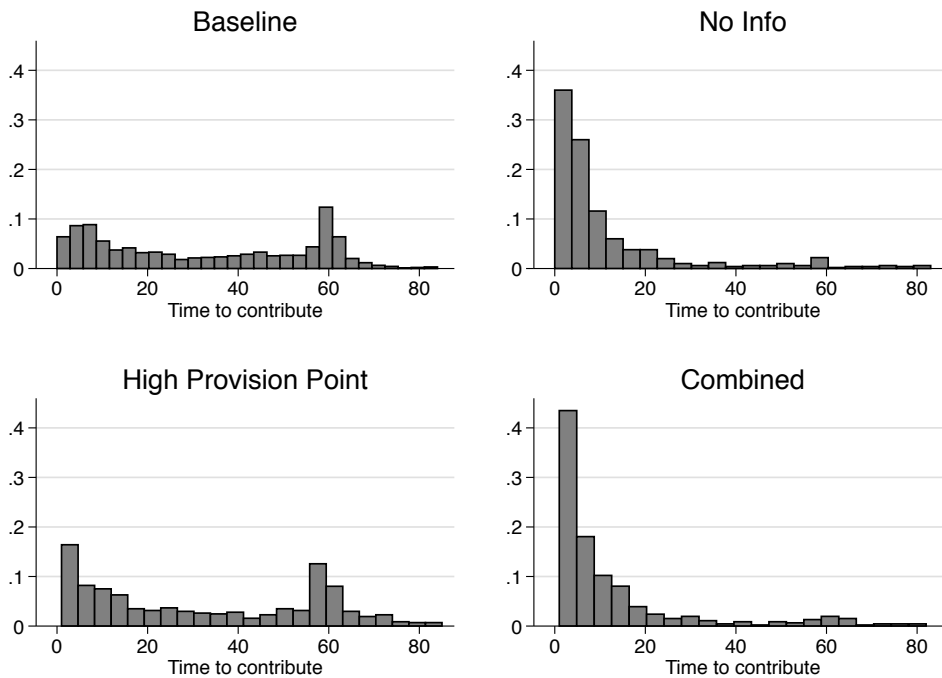 Baseline
.4
.3
.2
.1
0
0 20 40 60 80
Time to contribute
No Info
.4
.3
.2
.1
0
0 20 40 60 80
Time to contribute
High Provision Point
.4
.3
.2
.1
0
0 20 40 60 80
Time to contribute
Combined
.4
.3
.2
.1
0
0 20 40 60 80
Time to contribute